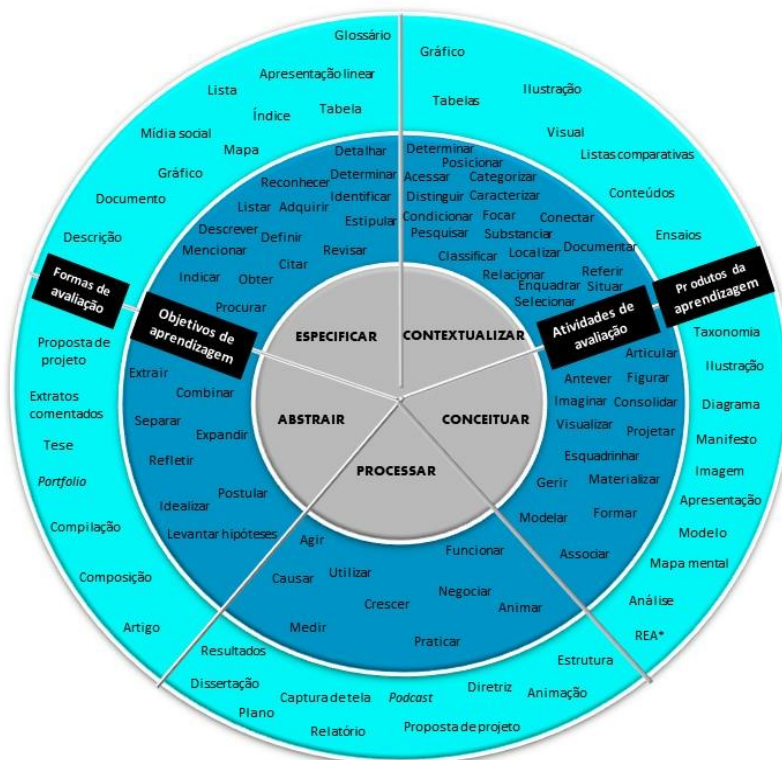 Glossário
Apresentação linear
Lista
Índice
Tabela
Mídia social
Mapa
Gráfico
Documento
Descrição
Gráfico
Ilustração
Tabelas
Visual
Listas comparativas
Conteúdos
Ensaios
Detalhar
Determinar
Reconhecer
Identificar
Listar
Adquirir
Estipular
Descrever
Definir
Mencionar
Citar
Revisar
Indicar
Obter
Procurar
Determinar
Posicionar
Acessar
Categorizar
Distinguir
Caracterizar
Condicionar
Focar
Conectar
Pesquisar
Substanciar
Classificar
Localizar
Documentar
Relacionar
Referir
Enquadrar
Situar
Selecionar
Formas de
avaliação
Objetivos de
aprendizagem
Atividades de
avaliação
Produtos da
aprendizagem
ESPECIFICAR
CONTEXTUALIZAR
ABSTRAIR
CONCEITUAR
PROCESSAR
Proposta de
projeto
Extratos
comentados
Tese
Portfolio
Compilação
Composição
Artigo
Extrair
Combinar
Separar
Expandir
Refletir
Postular
Idealizar
Levantar hipóteses
Articular
Antever
Figurar
Imaginar
Consolidar
Visualizar
Projetar
Esquadrinhar
Gerir
Materializar
Modelar
Formar
Associar
Taxonomia
Ilustração
Diagrama
Manifesto
Imagem
Apresentação
Modelo
Mapa mental
Análise
REA*
Agir
Funcionar
Causar
Utilizar
Negociar
Crescer
Animar
Medir
Praticar
Resultados
Estrutura
Dissertação
Captura de tela
Podcast
Diretriz
Animação
Plano
Relatório
Proposta de projeto